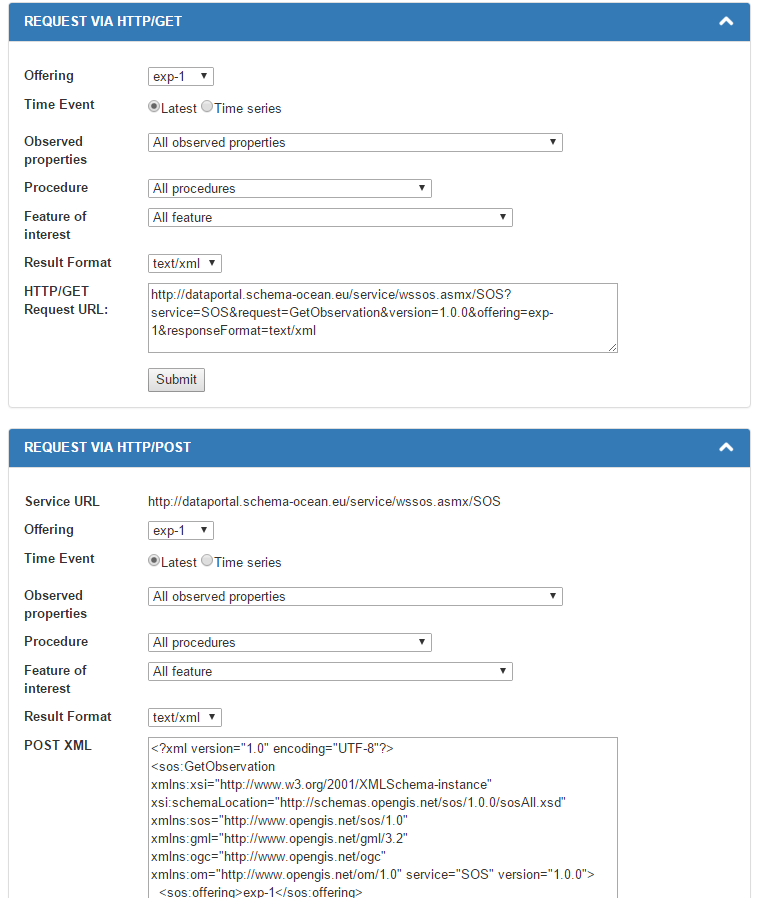 REQUEST VIA HTTP/GET
Offering exp-1
Time Event Latest Time series
Observed properties All observed properties
Procedure All procedures
Feature of interest All feature
Result Format text/xml
HTTP/GET Request URL:
http://dataportal.schema-ocean.eu/service/wssos.asmx/SOS?
service=SOS&request=GetObservation&version=1.0.0&offering=exp-
1&responseFormat=text/xml
Submit
REQUEST VIA HTTP/POST
Service URL http://dataportal.schema-ocean.eu/service/wssos.asmx/SOS
Offering exp-1
Time Event Latest Time series
Observed properties All observed properties
Procedure All procedures
Feature of interest All feature
Result Format text/xml
POST XML
<?xml version="1.0" encoding="UTF-8"?>
<sos:GetObservation
xmlns:xsi="http://www.w3.org/2001/XMLSchema-instance"
xsi:schemaLocation="http://schemas.opengis.net/sos/1.0.0/sosAll.xsd"
xmlns:sos="http://www.opengis.net/sos/1.0"
xmlns:gml="http://www.opengis.net/gml/3.2"
xmlns:ogc="http://www.opengis.net/ogc"
xmlns:om="http://www.opengis.net/om/1.0" service="SOS" version="1.0.0">
<sos:offering>exp-1</sos:offering>